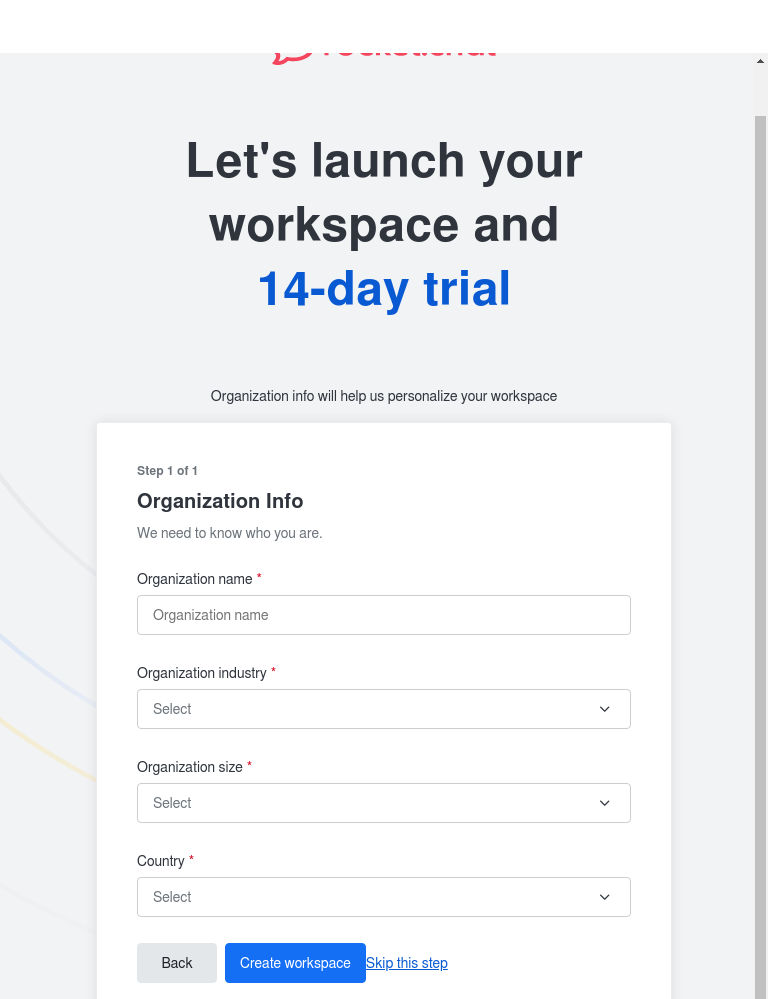 Let's launch your
workspace and
14-day trial
Organization info will help us personalize your workspace
Step 1 of 1
Organization Info
We need to know who you are.
Organization name *
Organization name
Organization industry *
Select
Organization size *
Select
Country *
Select
Back Create workspace Skip this step